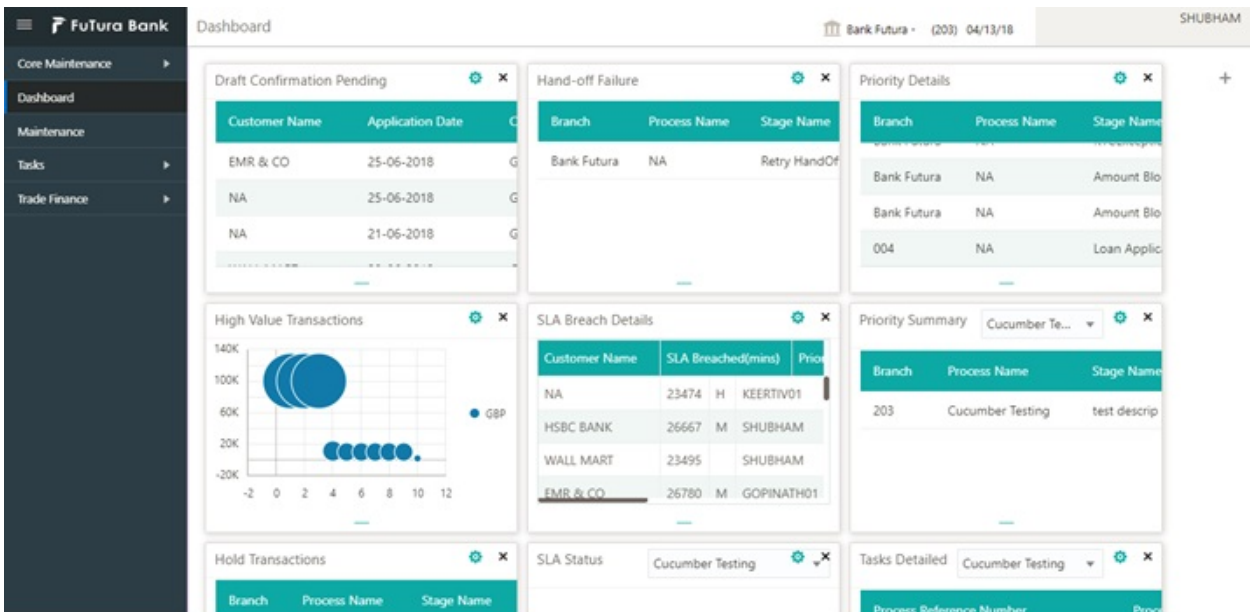 FuTura Bank
Dashboard
Bank Futura - (203) 04/13/18
SHUBHAM
Core Maintenance
Dashboard
Maintenance
Tasks
Trade Finance
Draft Confirmation Pending
Customer Name Application Date C
EMR & CO 25-06-2018 G
NA 25-06-2018 G
NA 21-06-2018 G
Hand-off Failure
Branch Process Name Stage Name
Bank Futura NA Retry HandOf
Priority Details
Branch Process Name Stage Name
Bank Futura NA Amount Blo
Bank Futura NA Amount Blo
004 NA Loan Applic
High Value Transactions
140K
100K
60K
20K
-20K
-2 0 2 4 6 8 10 12
GBP
SLA Breach Details
Customer Name SLA Breached(mins) Prior
NA 23474 H KEERTIV01
HSBC BANK 26667 M SHUBHAM
WALL MART 23495 SHUBHAM
EMR & CO 26780 M GOPINATH01
Priority Summary Cucumber Te...
Branch Process Name Stage Name
203 Cucumber Testing test descrip
Hold Transactions
Branch Process Name Stage Name
SLA Status Cucumber Testing
Tasks Detailed Cucumber Testing
Process Reference Number Proce